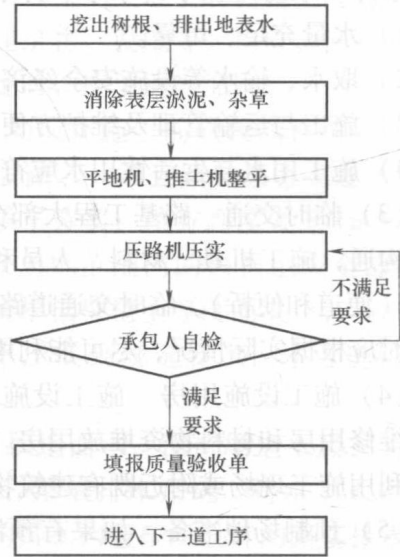 挖出树根、排出地表水
消除表层淤泥、杂草
平地机、推土机整平
压路机压实
不满足
要求
承包人自检
满足
要求
填报质量验收单
进入下一道工序